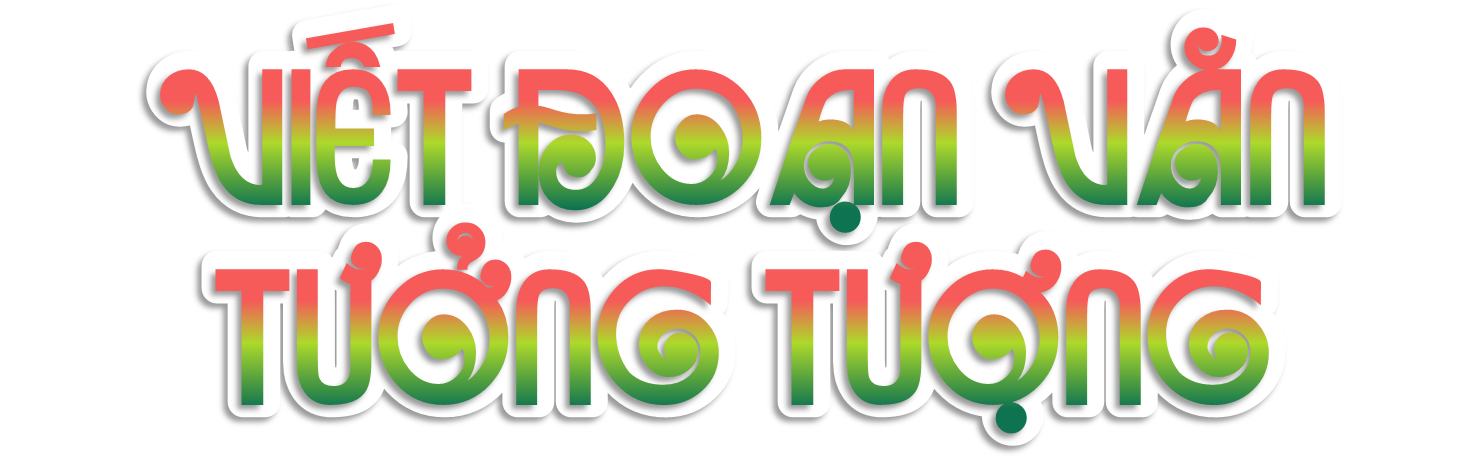 VIẾT ĐOẠN VĂN
TƯỞNG TƯỢNG